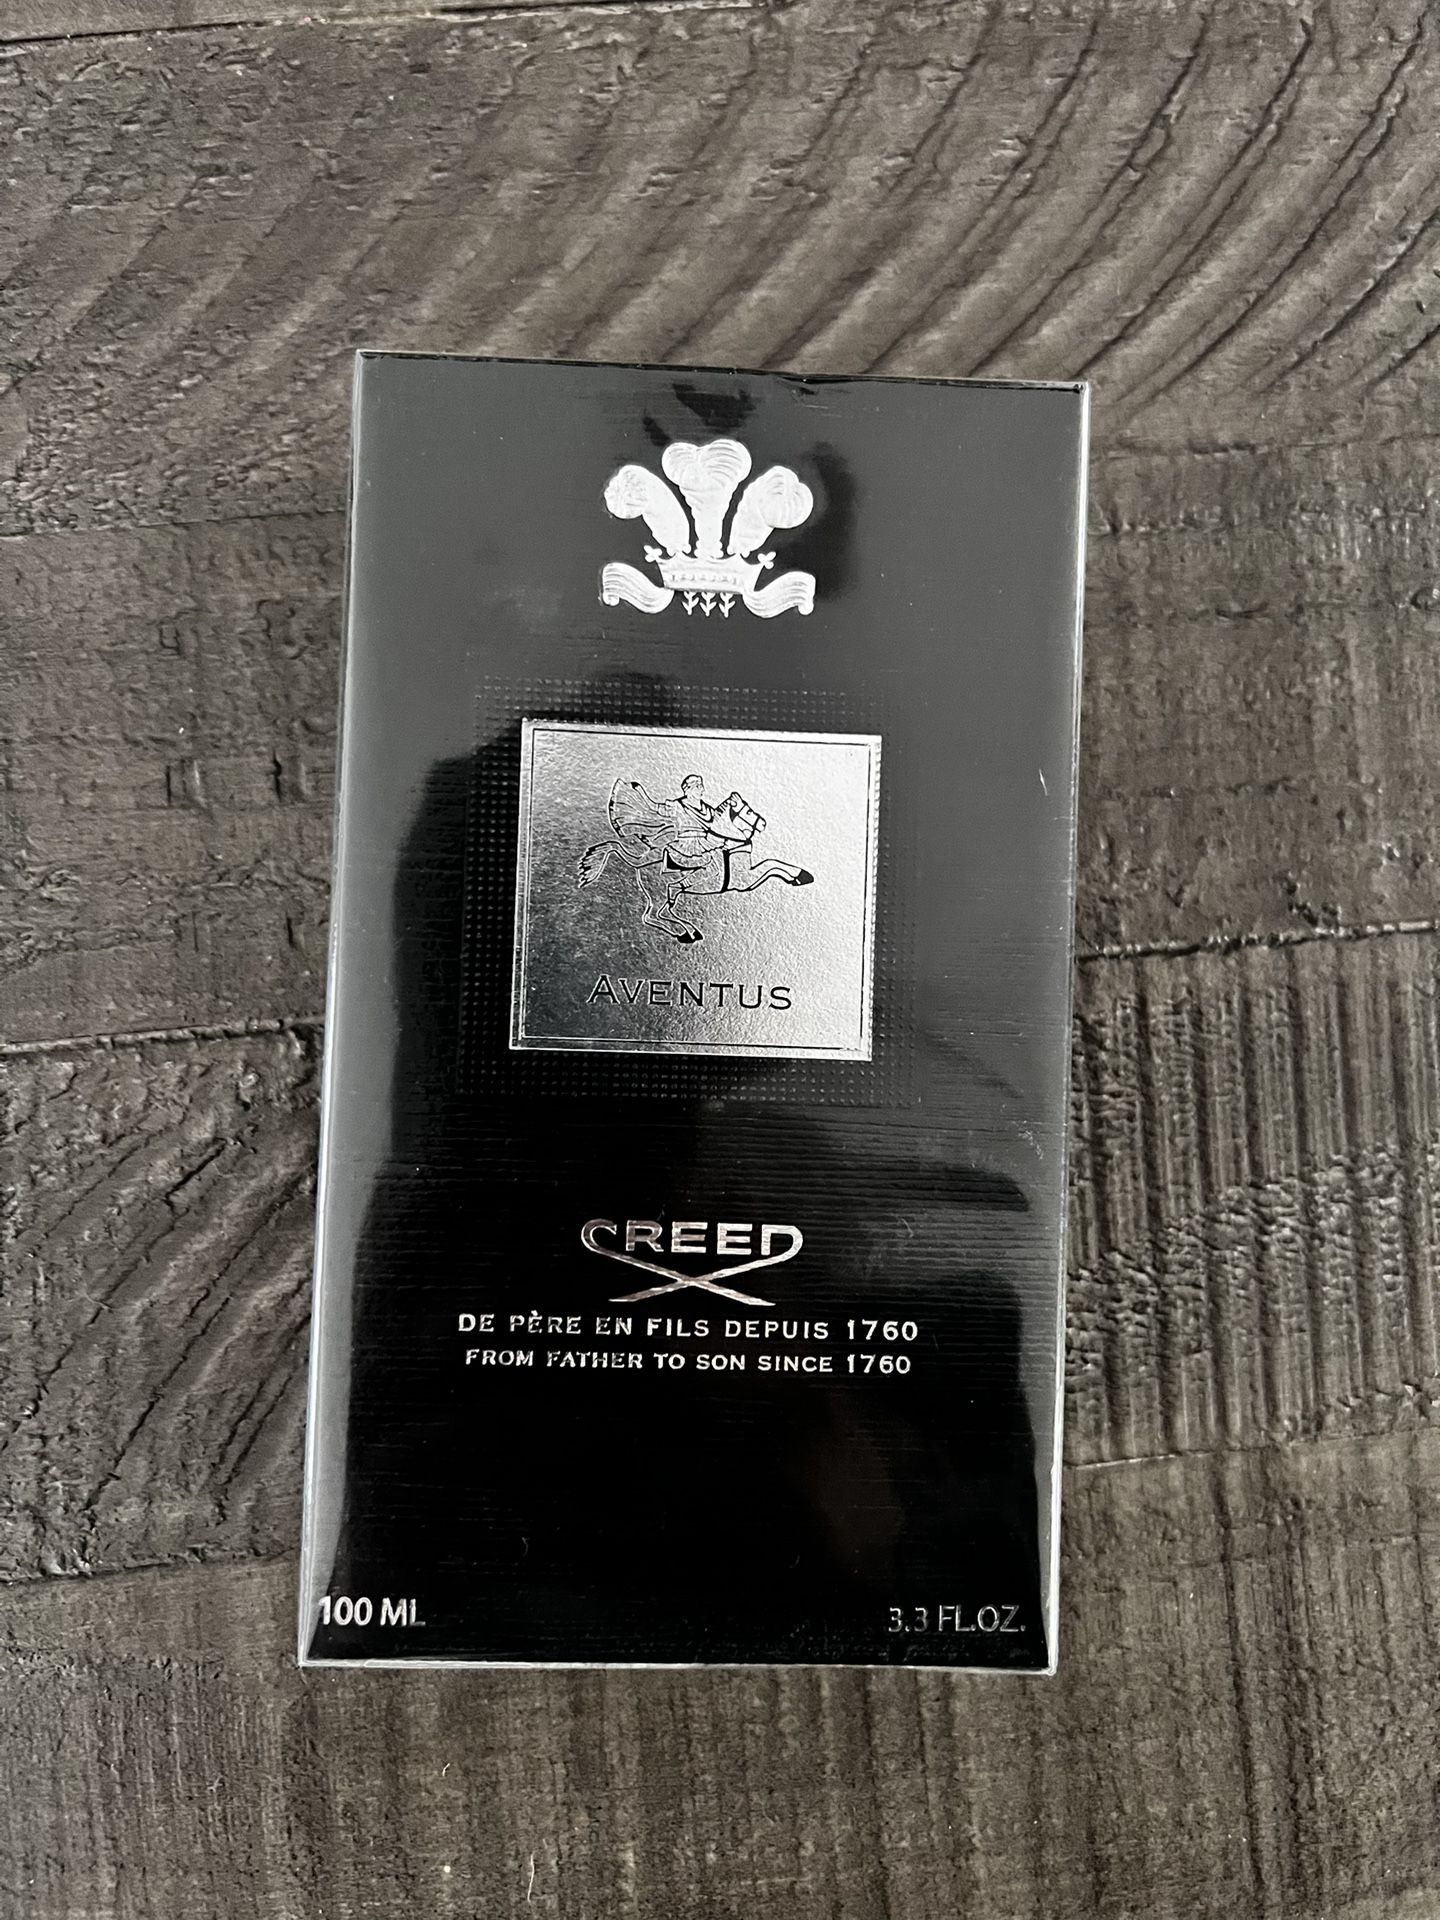 AVENTUS
CREED
DE PÈRE EN FILS DEPUIS 1760
FROM FATHER TO SON SINCE 1760
100 ML 3.3 FL.OZ.